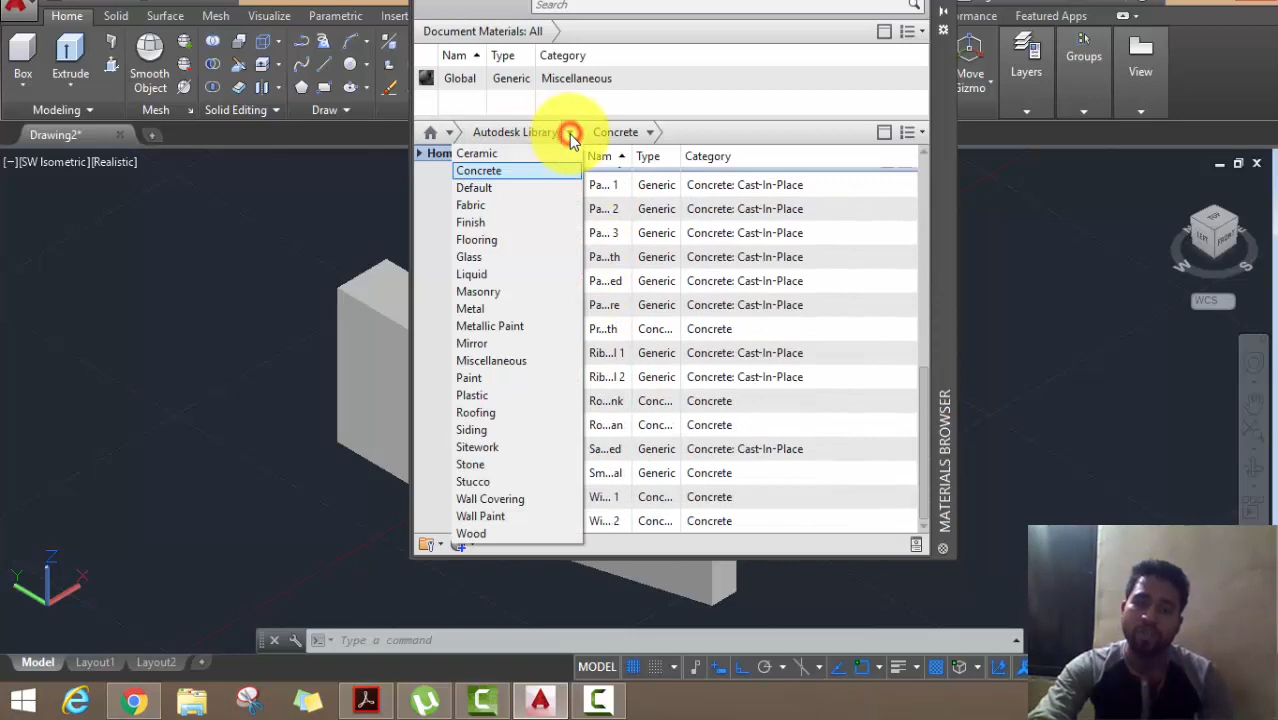 Search
Home Solid Surface Mesh Visualize Parametric Insert
ormance Featured Apps
Document Materials: All
Nam Type Category
Global Generic Miscellaneous
Box Extrude Smooth Object
Move Gizmo Layers Groups View
Modeling Mesh Solid Editing Draw
Drawing2*
Autodesk Library Concrete
[−][SW Isometric][Realistic]
Hom
Nam Type Category
Ceramic
Concrete
Default
Fabric
Finish
Flooring
Glass
Liquid
Masonry
Metal
Metallic Paint
Mirror
Miscellaneous
Paint
Plastic
Roofing
Siding
Sitework
Stone
Stucco
Wall Covering
Wall Paint
Wood
Pa... 1 Generic Concrete: Cast-In-Place
Pa... 2 Generic Concrete: Cast-In-Place
Pa... 3 Generic Concrete: Cast-In-Place
Pa...th Generic Concrete: Cast-In-Place
Pa...ed Generic Concrete: Cast-In-Place
Pa...re Generic Concrete: Cast-In-Place
Pr...th Conc... Concrete
Rib...l 1 Generic Concrete: Cast-In-Place
Rib...l 2 Generic Concrete: Cast-In-Place
Ro...nk Conc... Concrete
Ro...an Conc... Concrete
Sa...ed Generic Concrete: Cast-In-Place
Sm...al Generic Concrete
Wi... 1 Conc... Concrete
Wi... 2 Conc... Concrete
MATERIALS BROWSER
TOP
LEFT FRONT
W S
WCS
Z
Y X
Type a command
Model Layout1 Layout2 +
MODEL